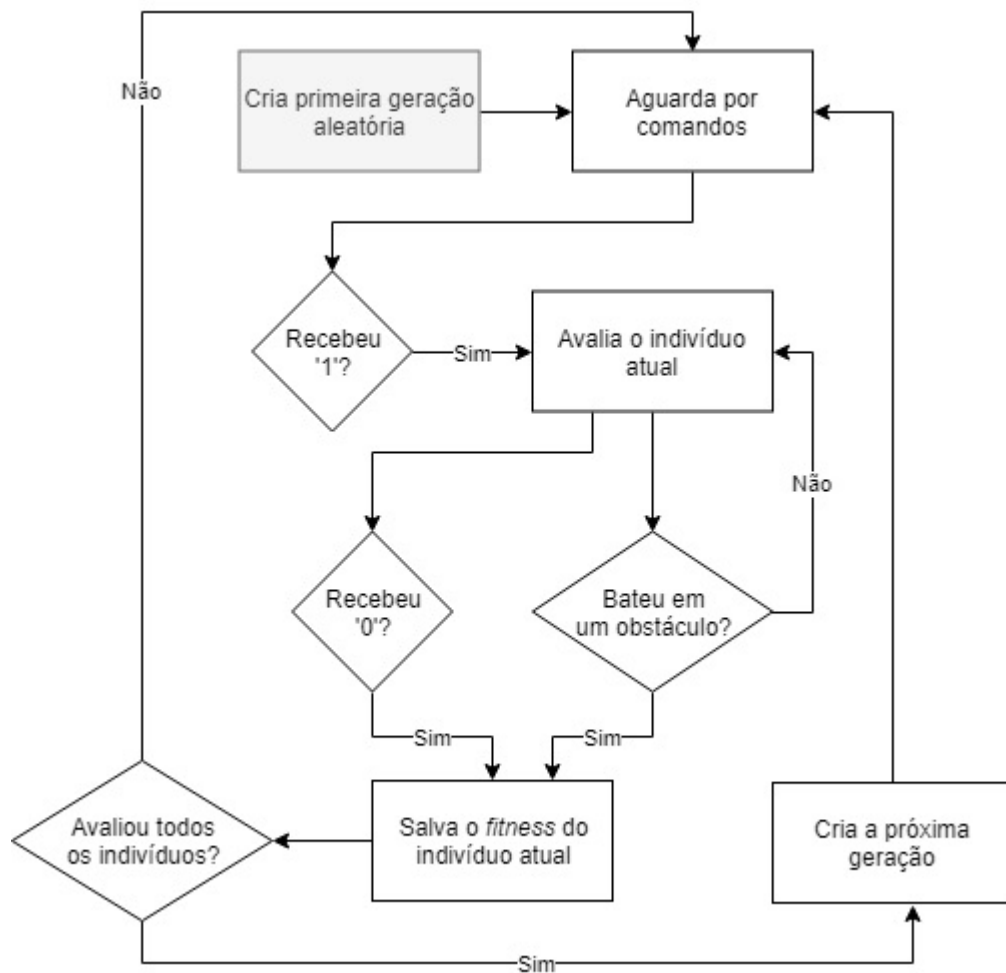 Não
Cria primeira geração
aleatória
Aguarda por
comandos
Recebeu
'1'?
Sim
Avalia o indivíduo
atual
Não
Recebeu
'0'?
Bateu em
um obstáculo?
Sim
Sim
Avaliou todos
os indivíduos?
Salva o fitness do
indivíduo atual
Cria a próxima
geração
Sim